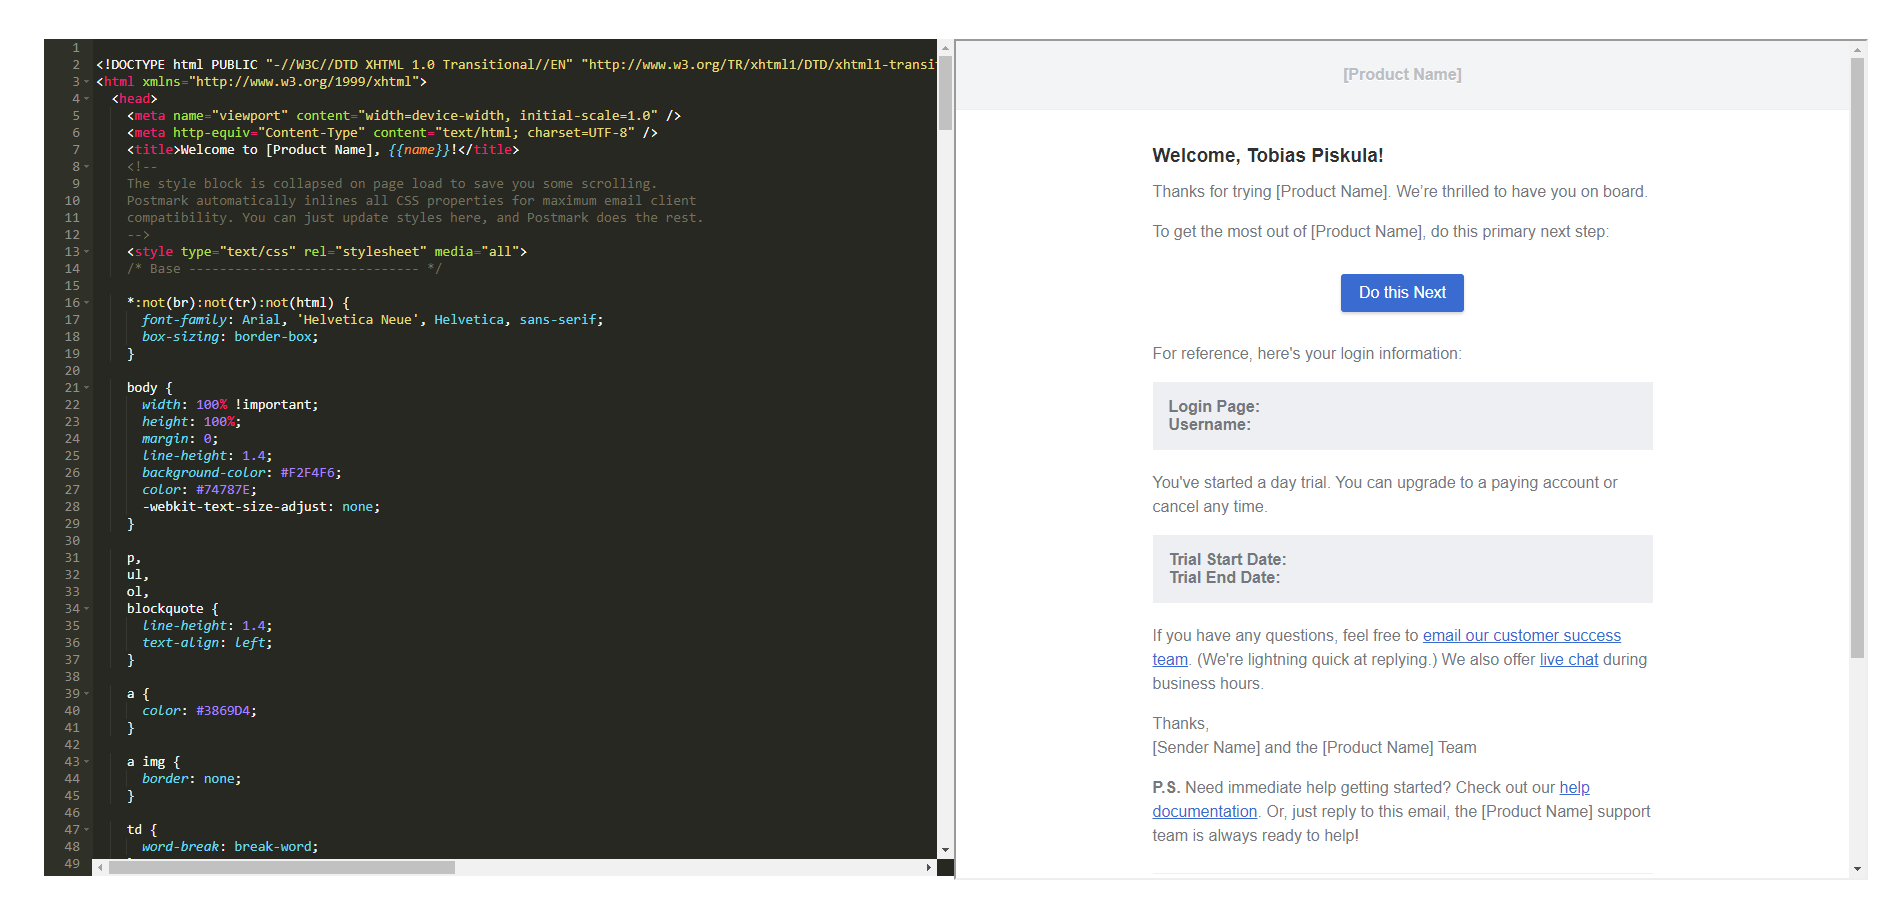 1
2 <!DOCTYPE html PUBLIC "-//W3C//DTD XHTML 1.0 Transitional//EN" "http://www.w3.org/TR/xhtml1/DTD/xhtml1-transit
3 <html xmlns="http://www.w3.org/1999/xhtml">
4 <head>
5 <meta name="viewport" content="width=device-width, initial-scale=1.0" />
6 <meta http-equiv="Content-Type" content="text/html; charset=UTF-8" />
7 <title>Welcome to [Product Name], {{name}}!</title>
8 <!--
9 The style block is collapsed on page load to save you some scrolling.
10 Postmark automatically inlines all CSS properties for maximum email client
11 compatibility. You can just update styles here, and Postmark does the rest.
12 -->
13 <style type="text/css" rel="stylesheet" media="all">
14 /* Base ------------------------------ */
15
16 *:not(br):not(tr):not(html) {
17 font-family: Arial, 'Helvetica Neue', Helvetica, sans-serif;
18 box-sizing: border-box;
19 }
20
21 body {
22 width: 100% !important;
23 height: 100%;
24 margin: 0;
25 line-height: 1.4;
26 background-color: #F2F4F6;
27 color: #74787E;
28 -webkit-text-size-adjust: none;
29 }
30
31 p,
32 ul,
33 ol,
34 blockquote {
35 line-height: 1.4;
36 text-align: left;
37 }
38
39 a {
40 color: #3869D4;
41 }
42
43 a img {
44 border: none;
45 }
46
47 td {
48 word-break: break-word;
49
[Product Name]
Welcome, Tobias Piskula!
Thanks for trying [Product Name]. We’re thrilled to have you on board.
To get the most out of [Product Name], do this primary next step:
Do this Next
For reference, here's your login information:
Login Page:
Username:
You've started a day trial. You can upgrade to a paying account or
cancel any time.
Trial Start Date:
Trial End Date:
If you have any questions, feel free to email our customer success
team. (We're lightning quick at replying.) We also offer live chat during
business hours.
Thanks,
[Sender Name] and the [Product Name] Team
P.S. Need immediate help getting started? Check out our help
documentation. Or, just reply to this email, the [Product Name] support
team is always ready to help!